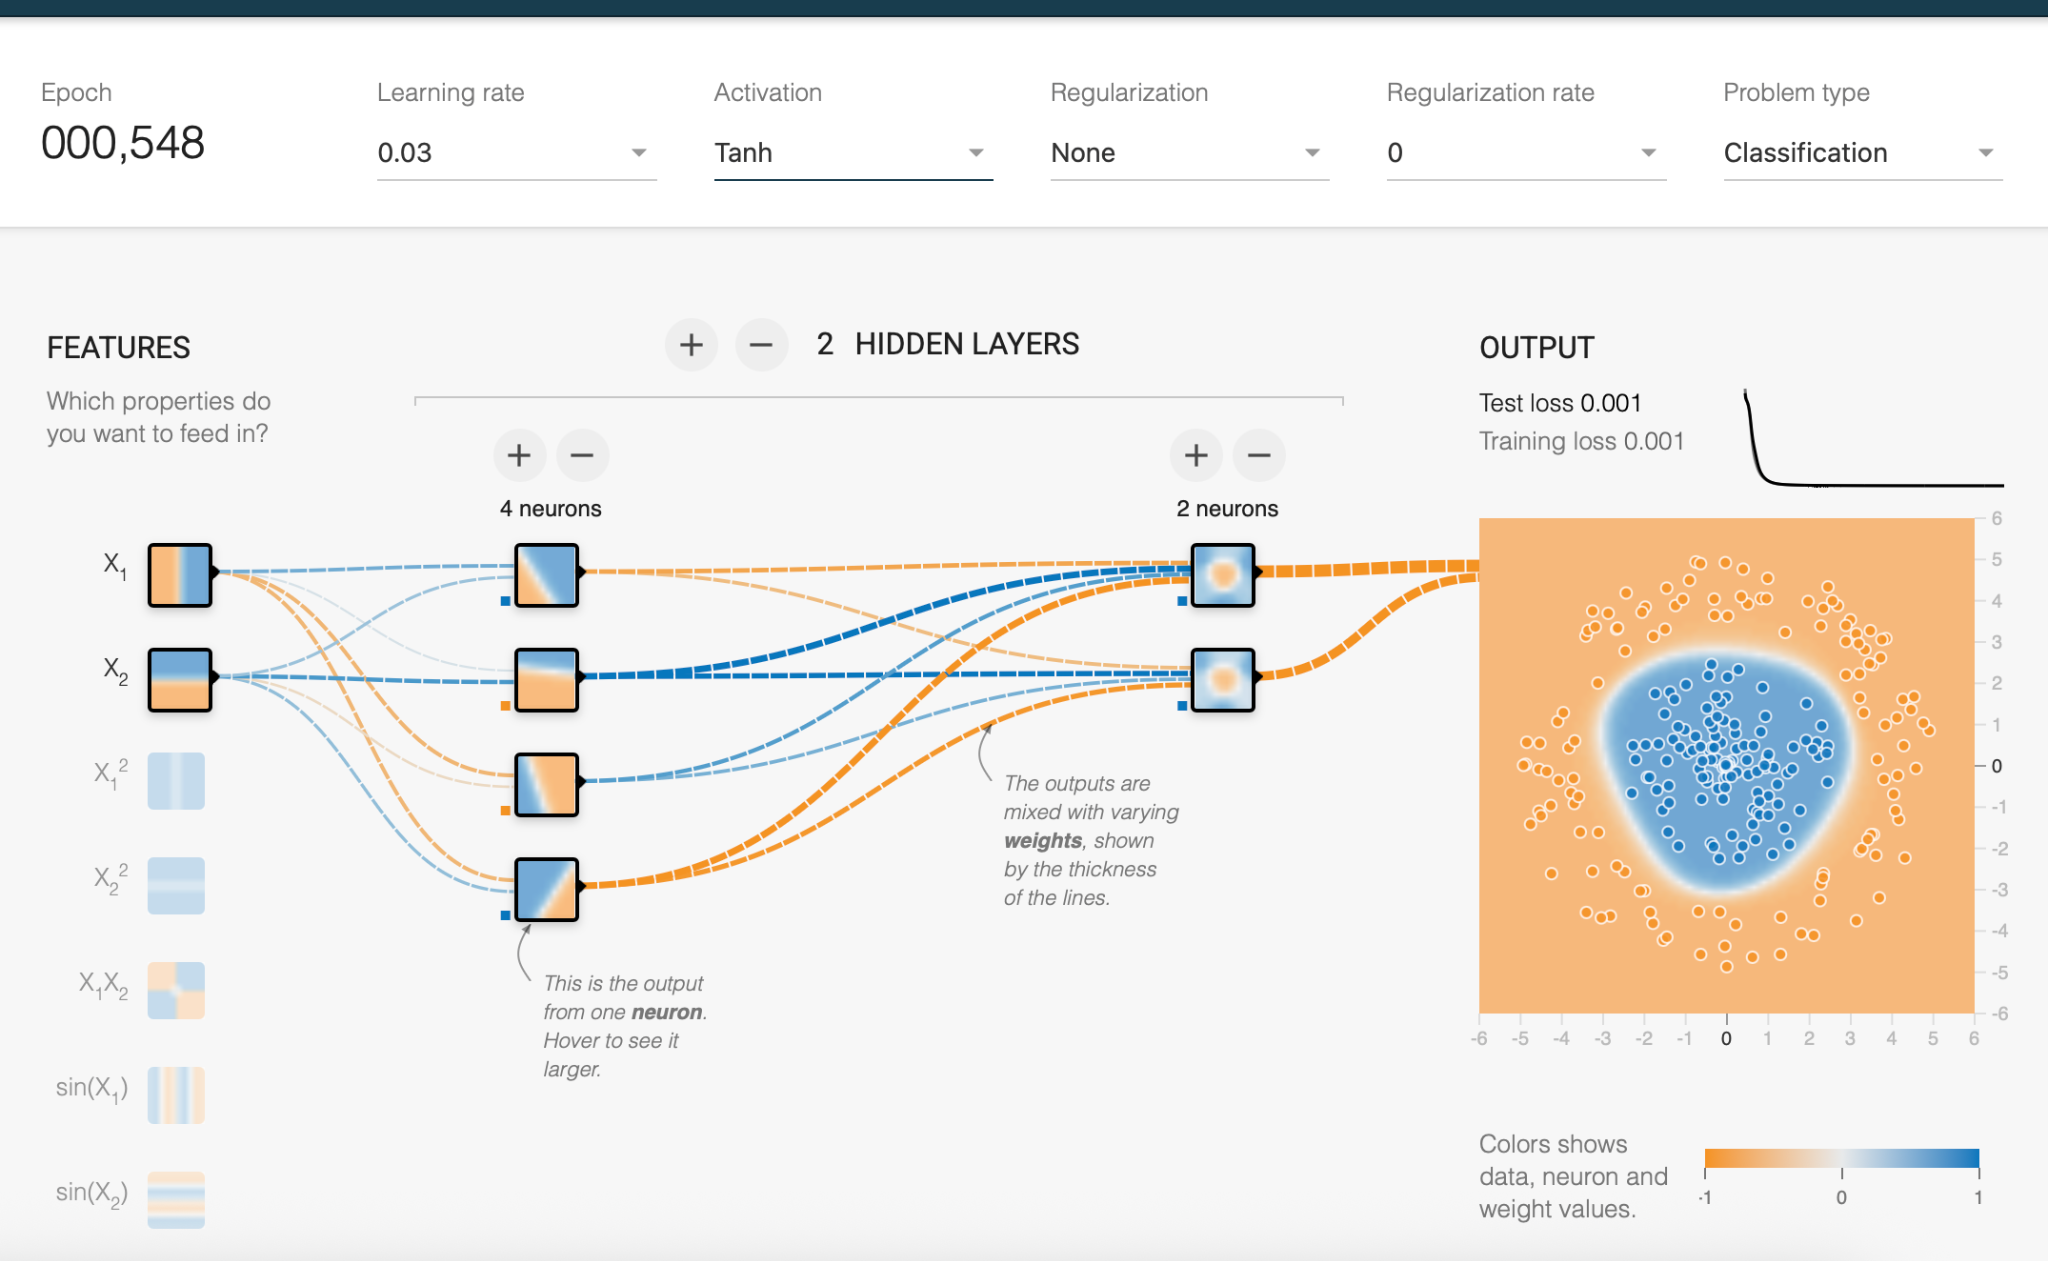 Epoch
000,548
Learning rate
0.03
Activation
Tanh
Regularization
None
Regularization rate
0
Problem type
Classification
FEATURES
Which properties do
you want to feed in?
X1
X2
X1²
X2²
X1X2
sin(X1)
sin(X2)
+ − 2 HIDDEN LAYERS
+ −
4 neurons
+ −
2 neurons
The outputs are
mixed with varying
weights, shown
by the thickness
of the lines.
This is the output
from one neuron.
Hover to see it
larger.
OUTPUT
Test loss 0.001
Training loss 0.001
6
5
4
3
2
1
0
-1
-2
-3
-4
-5
-6
-6 -5 -4 -3 -2 -1 0 1 2 3 4 5 6
Colors shows
data, neuron and
weight values.
-1 0 1